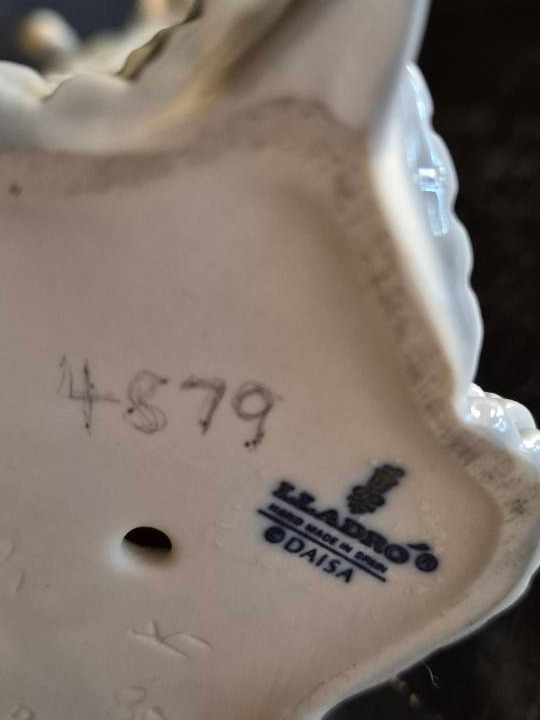 4879
LLADRÓ®
HAND MADE IN SPAIN
©DAISA
K